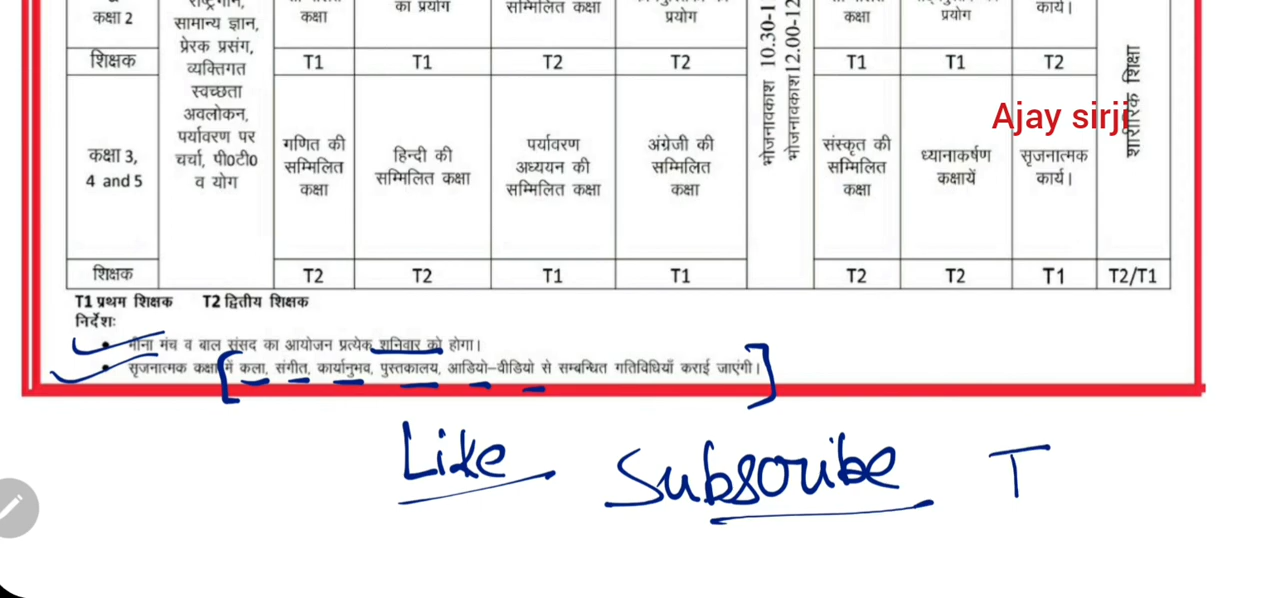 कक्षा 2
सामान्य ज्ञान,
प्रेरक प्रसंग,
व्यक्तिगत
स्वच्छता
अवलोकन,
पर्यावरण पर
चर्चा, पी0टी0
व योग
कक्षा
का प्रयोग
सम्मिलित कक्षा
प्रयोग
कक्षा
प्रयोग
कार्य।
शिक्षक T1 T1 T2 T2 T1 T1 T2
भोजनावकाश 10.30-1
भोजनावकाश 12.00-12
शारीरिक शिक्षा
Ajay sirji
कक्षा 3,
4 and 5
गणित की
सम्मिलित
कक्षा
हिन्दी की
सम्मिलित कक्षा
पर्यावरण
अध्ययन की
सम्मिलित कक्षा
अंग्रेजी की
सम्मिलित
कक्षा
संस्कृत की
सम्मिलित
कक्षा
ध्यानाकर्षण
कक्षायें
सृजनात्मक
कार्य।
शिक्षक T2 T2 T1 T1 T2 T2 T1 T2/T1
T1 प्रथम शिक्षक T2 द्वितीय शिक्षक
निर्देशः
• मीना मंच व बाल संसद का आयोजन प्रत्येक शनिवार को होगा।
• सृजनात्मक कक्षा में कला, संगीत, कार्यानुभव, पुस्तकालय, आडियो-वीडियो से सम्बन्धित गतिविधियाँ कराई जाएंगी।
Like Subscribe T